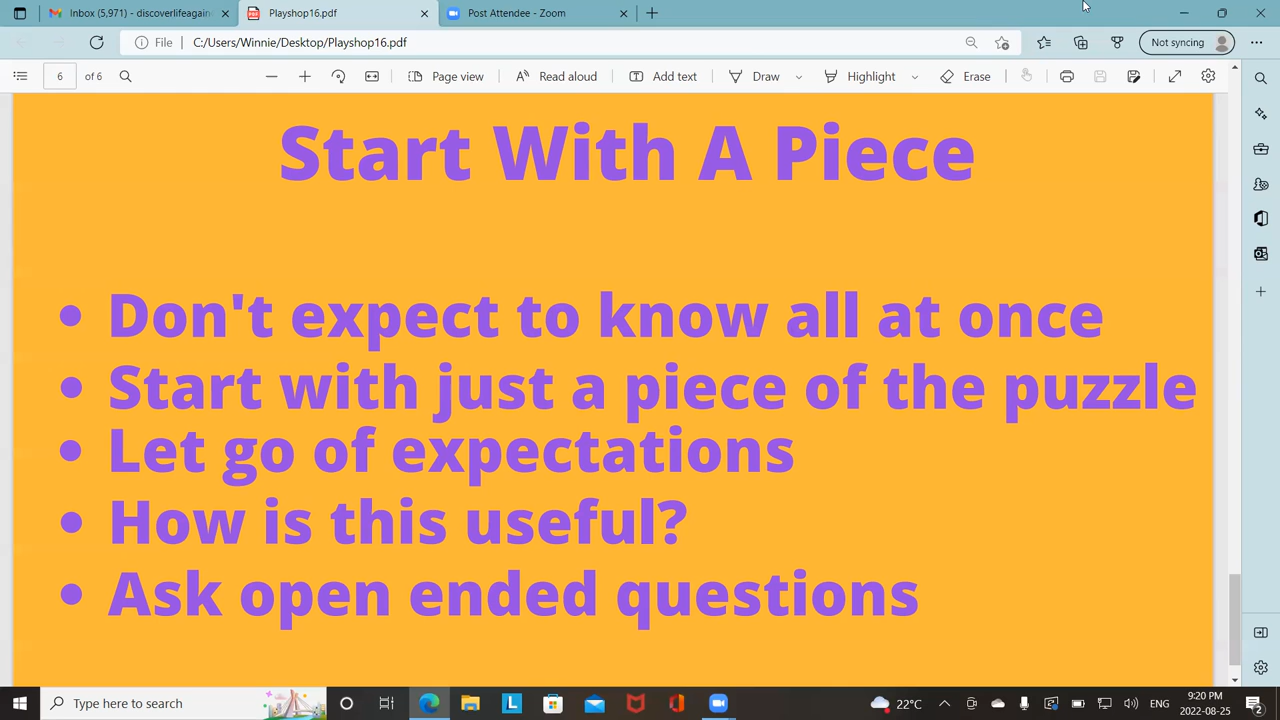 Inbox (5,971) - discoverlifeagain
Playshop16.pdf
Post Attendee - Zoom
File
C:/Users/Winnie/Desktop/Playshop16.pdf
Not syncing
6 of 6
Page view
Read aloud
Add text
Draw
Highlight
Erase
Start With A Piece
• Don't expect to know all at once
• Start with just a piece of the puzzle
• Let go of expectations
• How is this useful?
• Ask open ended questions
Type here to search
22°C
ENG
9:20 PM
2022-08-25
2